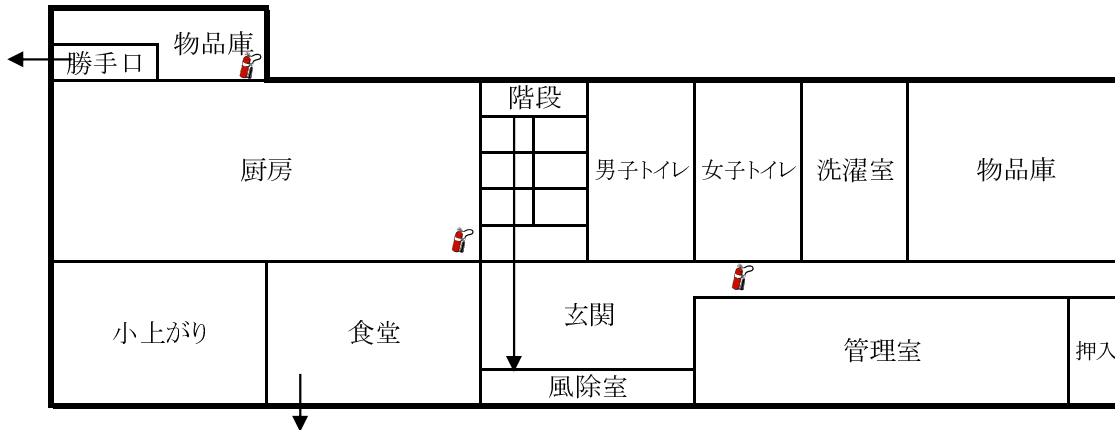 物品庫
勝手口
階段
厨房
男子トイレ
女子トイレ
洗濯室
物品庫
小上がり
食堂
玄関
管理室
押入
風除室